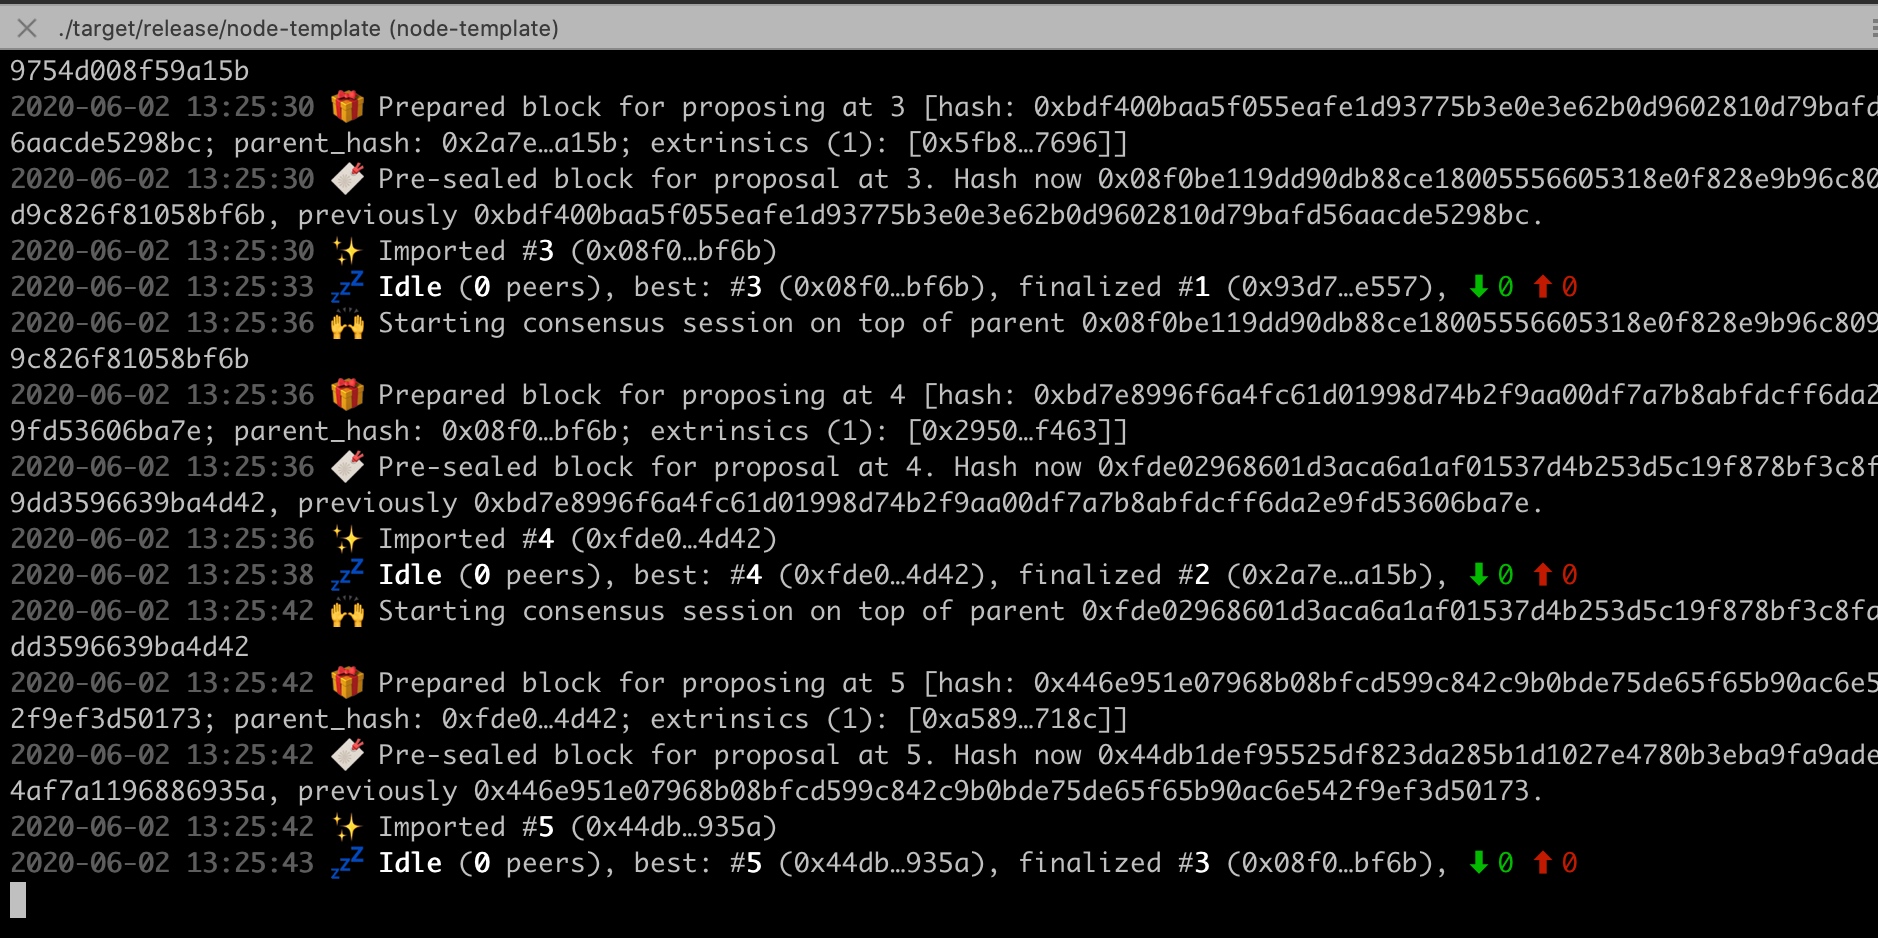 ./target/release/node-template (node-template)
9754d008f59a15b
2020-06-02 13:25:30 🎁 Prepared block for proposing at 3 [hash: 0xbdf400baa5f055eafe1d93775b3e0e3e62b0d9602810d79bafd
6aacde5298bc; parent_hash: 0x2a7e…a15b; extrinsics (1): [0x5fb8…7696]]
2020-06-02 13:25:30 🔖 Pre-sealed block for proposal at 3. Hash now 0x08f0be119dd90db88ce18005556605318e0f828e9b96c80
d9c826f81058bf6b, previously 0xbdf400baa5f055eafe1d93775b3e0e3e62b0d9602810d79bafd56aacde5298bc.
2020-06-02 13:25:30 ✨ Imported #3 (0x08f0…bf6b)
2020-06-02 13:25:33 💤 Idle (0 peers), best: #3 (0x08f0…bf6b), finalized #1 (0x93d7…e557), ⬇ 0 ⬆ 0
2020-06-02 13:25:36 🙌 Starting consensus session on top of parent 0x08f0be119dd90db88ce18005556605318e0f828e9b96c809
9c826f81058bf6b
2020-06-02 13:25:36 🎁 Prepared block for proposing at 4 [hash: 0xbd7e8996f6a4fc61d01998d74b2f9aa00df7a7b8abfdcff6da2
9fd53606ba7e; parent_hash: 0x08f0…bf6b; extrinsics (1): [0x2950…f463]]
2020-06-02 13:25:36 🔖 Pre-sealed block for proposal at 4. Hash now 0xfde02968601d3aca6a1af01537d4b253d5c19f878bf3c8f
9dd3596639ba4d42, previously 0xbd7e8996f6a4fc61d01998d74b2f9aa00df7a7b8abfdcff6da2e9fd53606ba7e.
2020-06-02 13:25:36 ✨ Imported #4 (0xfde0…4d42)
2020-06-02 13:25:38 💤 Idle (0 peers), best: #4 (0xfde0…4d42), finalized #2 (0x2a7e…a15b), ⬇ 0 ⬆ 0
2020-06-02 13:25:42 🙌 Starting consensus session on top of parent 0xfde02968601d3aca6a1af01537d4b253d5c19f878bf3c8fa
dd3596639ba4d42
2020-06-02 13:25:42 🎁 Prepared block for proposing at 5 [hash: 0x446e951e07968b08bfcd599c842c9b0bde75de65f65b90ac6e5
2f9ef3d50173; parent_hash: 0xfde0…4d42; extrinsics (1): [0xa589…718c]]
2020-06-02 13:25:42 🔖 Pre-sealed block for proposal at 5. Hash now 0x44db1def95525df823da285b1d1027e4780b3eba9fa9ade
4af7a1196886935a, previously 0x446e951e07968b08bfcd599c842c9b0bde75de65f65b90ac6e542f9ef3d50173.
2020-06-02 13:25:42 ✨ Imported #5 (0x44db…935a)
2020-06-02 13:25:43 💤 Idle (0 peers), best: #5 (0x44db…935a), finalized #3 (0x08f0…bf6b), ⬇ 0 ⬆ 0